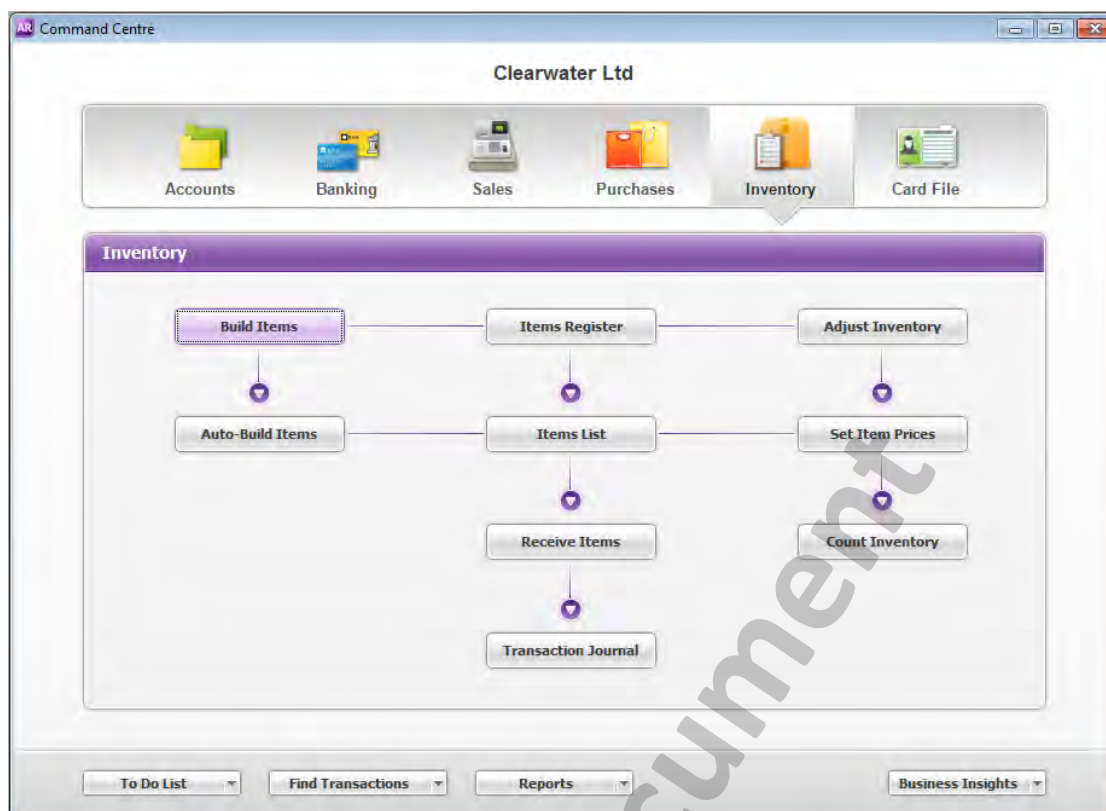 AR Command Centre
Clearwater Ltd
Accounts Banking Sales Purchases Inventory Card File
Inventory
Build Items Items Register Adjust Inventory
Auto-Build Items Items List Set Item Prices
Receive Items Count Inventory
Transaction Journal
To Do List Find Transactions Reports Business Insights
cument